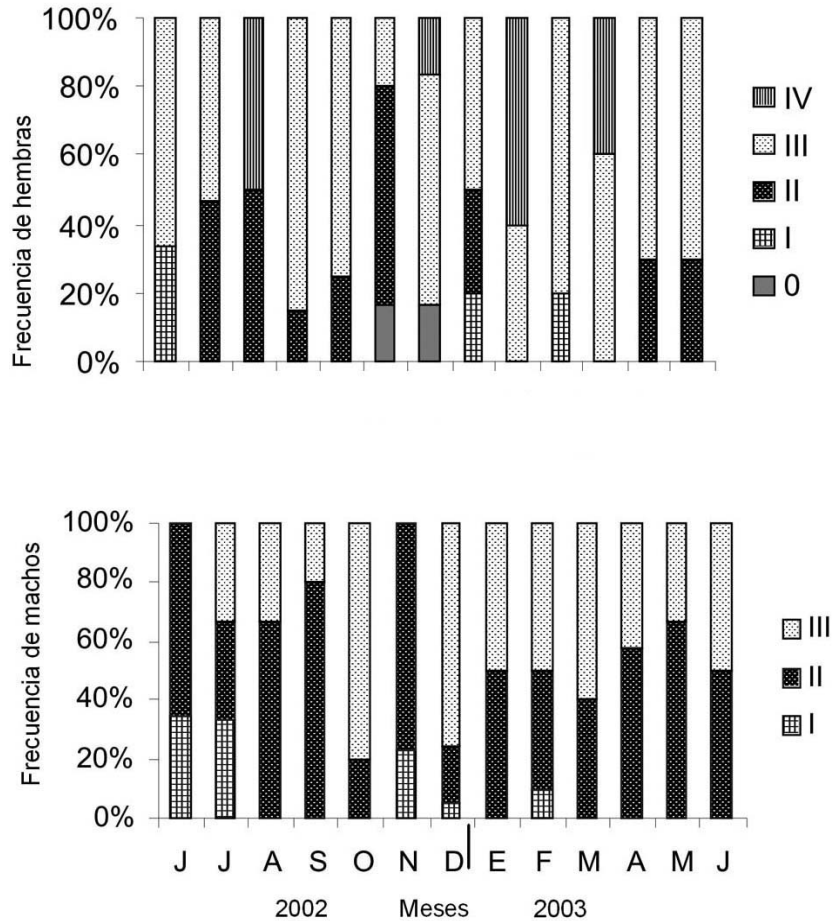 Frecuencia de hembras
100%
80%
60%
40%
20%
0%
IV
III
II
I
0
Frecuencia de machos
100%
80%
60%
40%
20%
0%
III
II
I
J J A S O N D E F M A M J
2002 Meses 2003